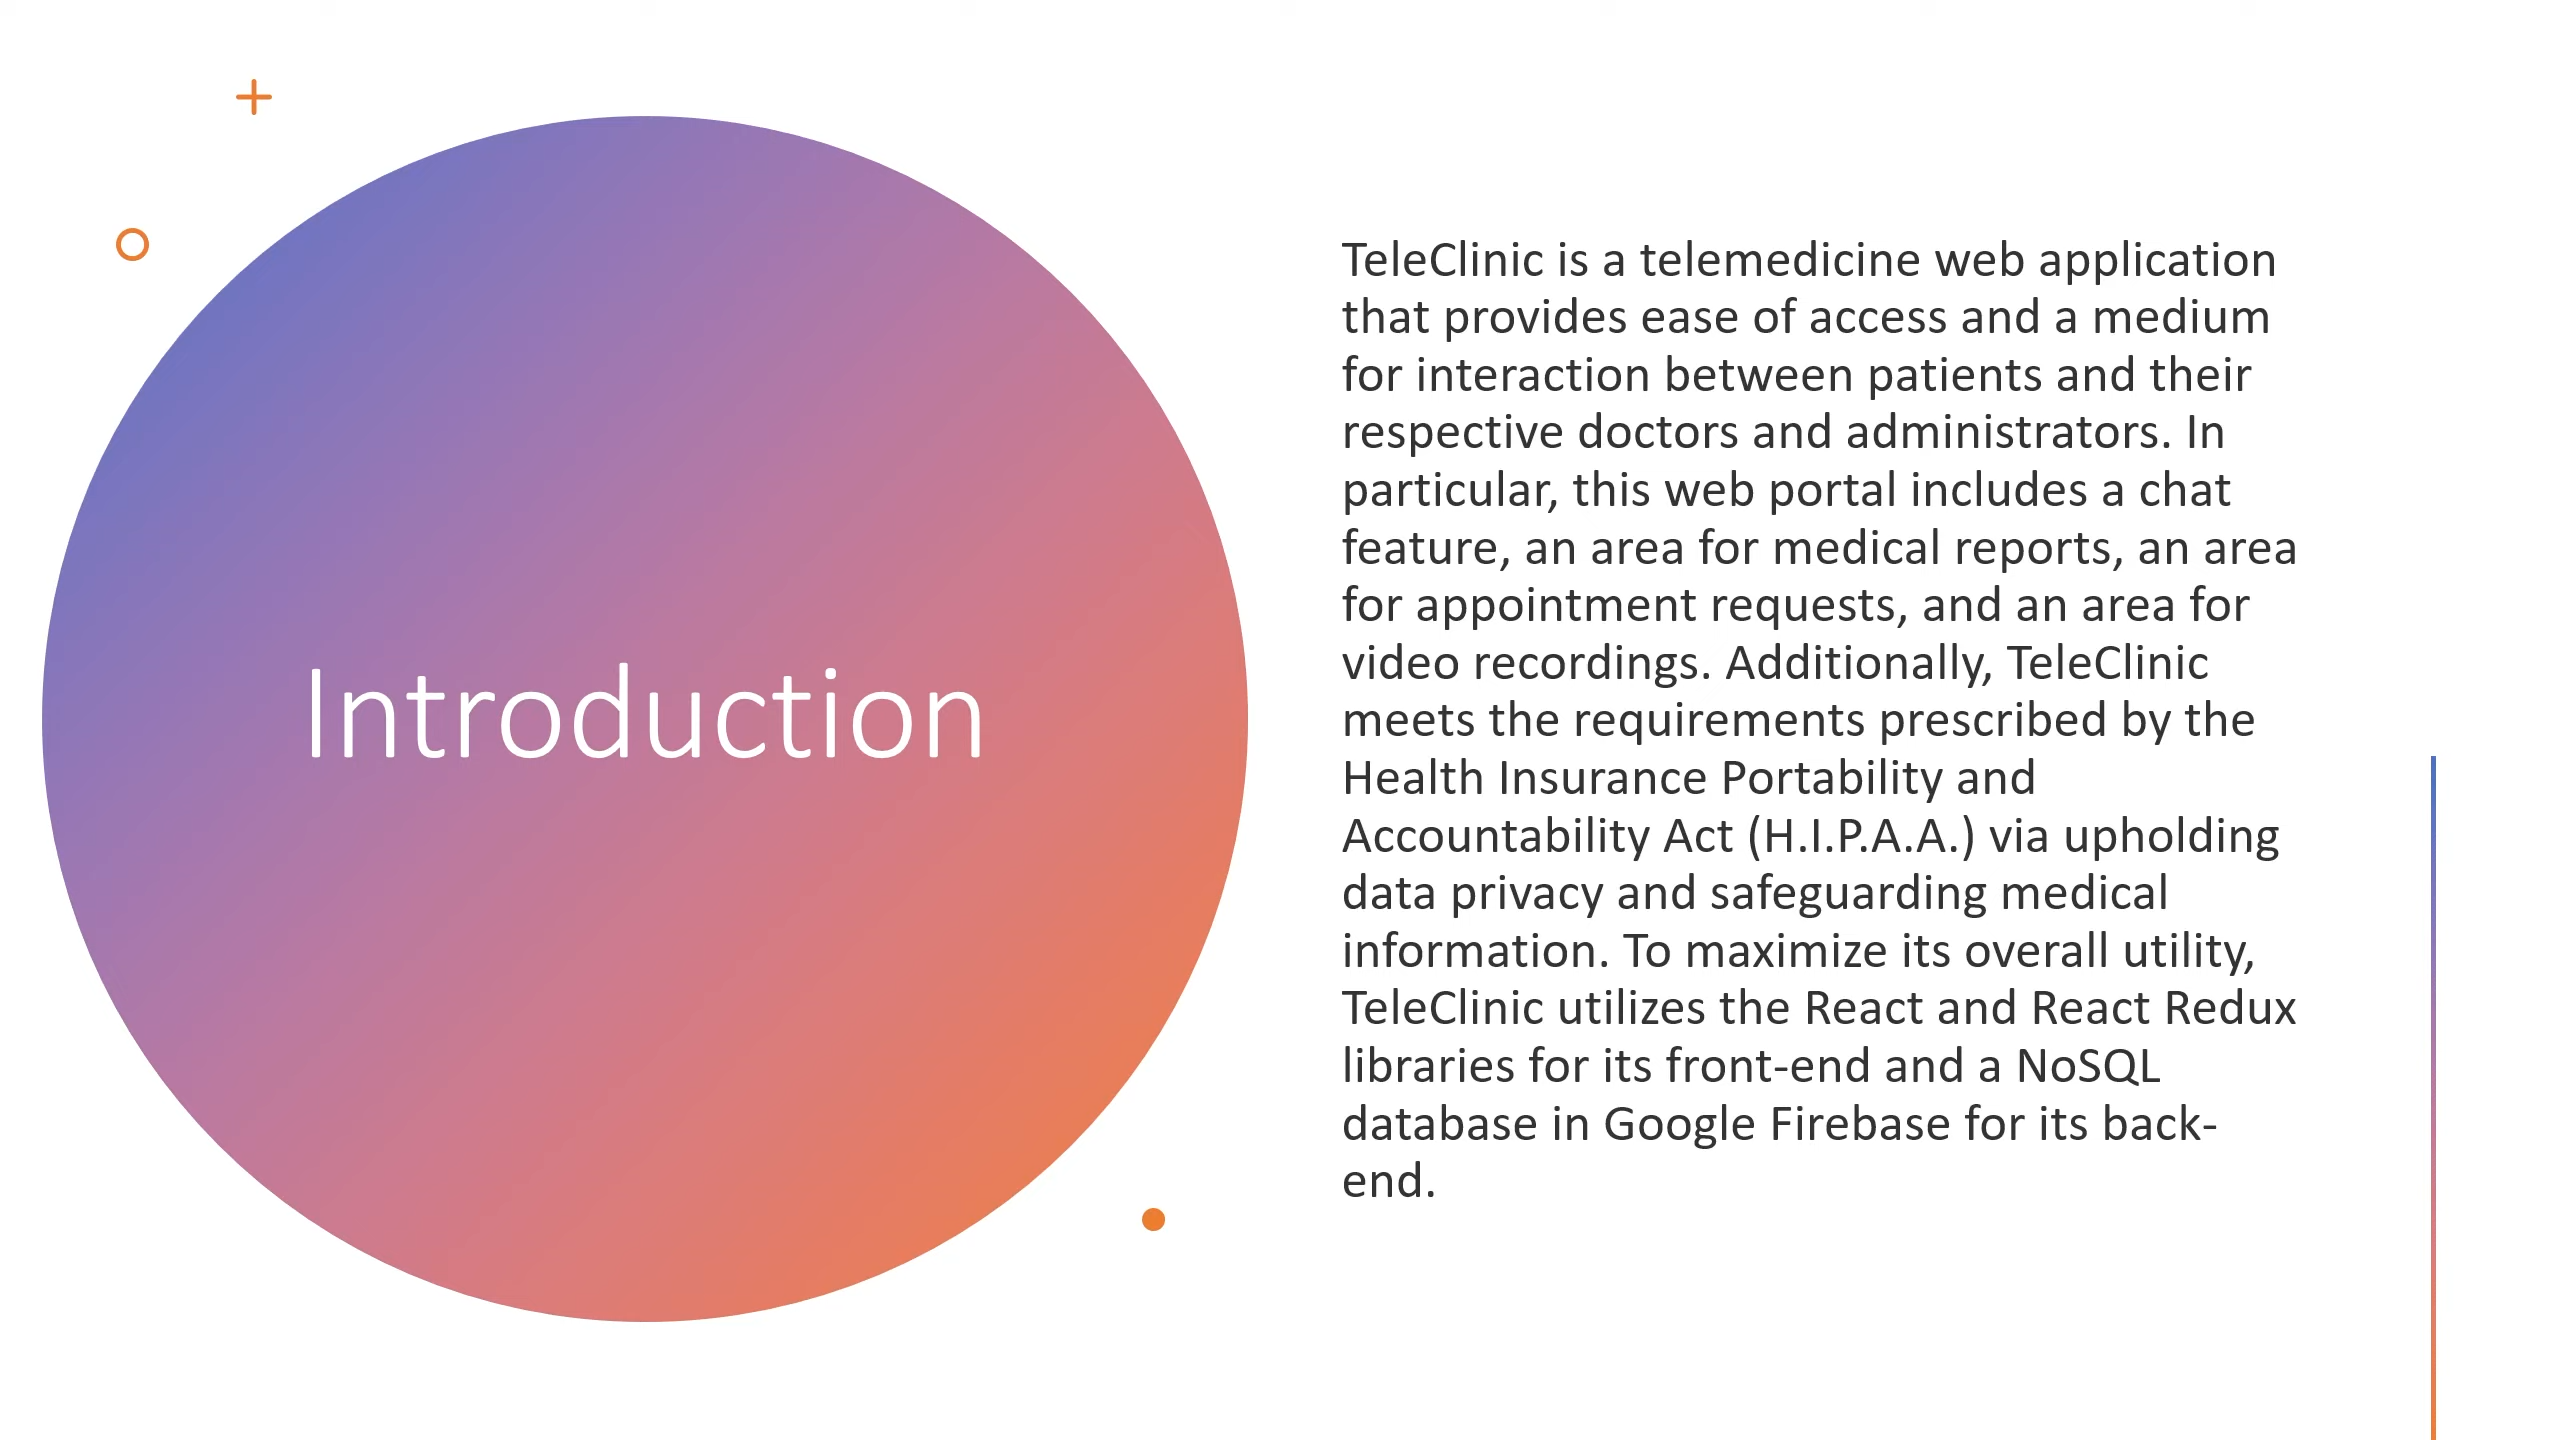 Introduction
TeleClinic is a telemedicine web application
that provides ease of access and a medium
for interaction between patients and their
respective doctors and administrators. In
particular, this web portal includes a chat
feature, an area for medical reports, an area
for appointment requests, and an area for
video recordings. Additionally, TeleClinic
meets the requirements prescribed by the
Health Insurance Portability and
Accountability Act (H.I.P.A.A.) via upholding
data privacy and safeguarding medical
information. To maximize its overall utility,
TeleClinic utilizes the React and React Redux
libraries for its front-end and a NoSQL
database in Google Firebase for its back-
end.